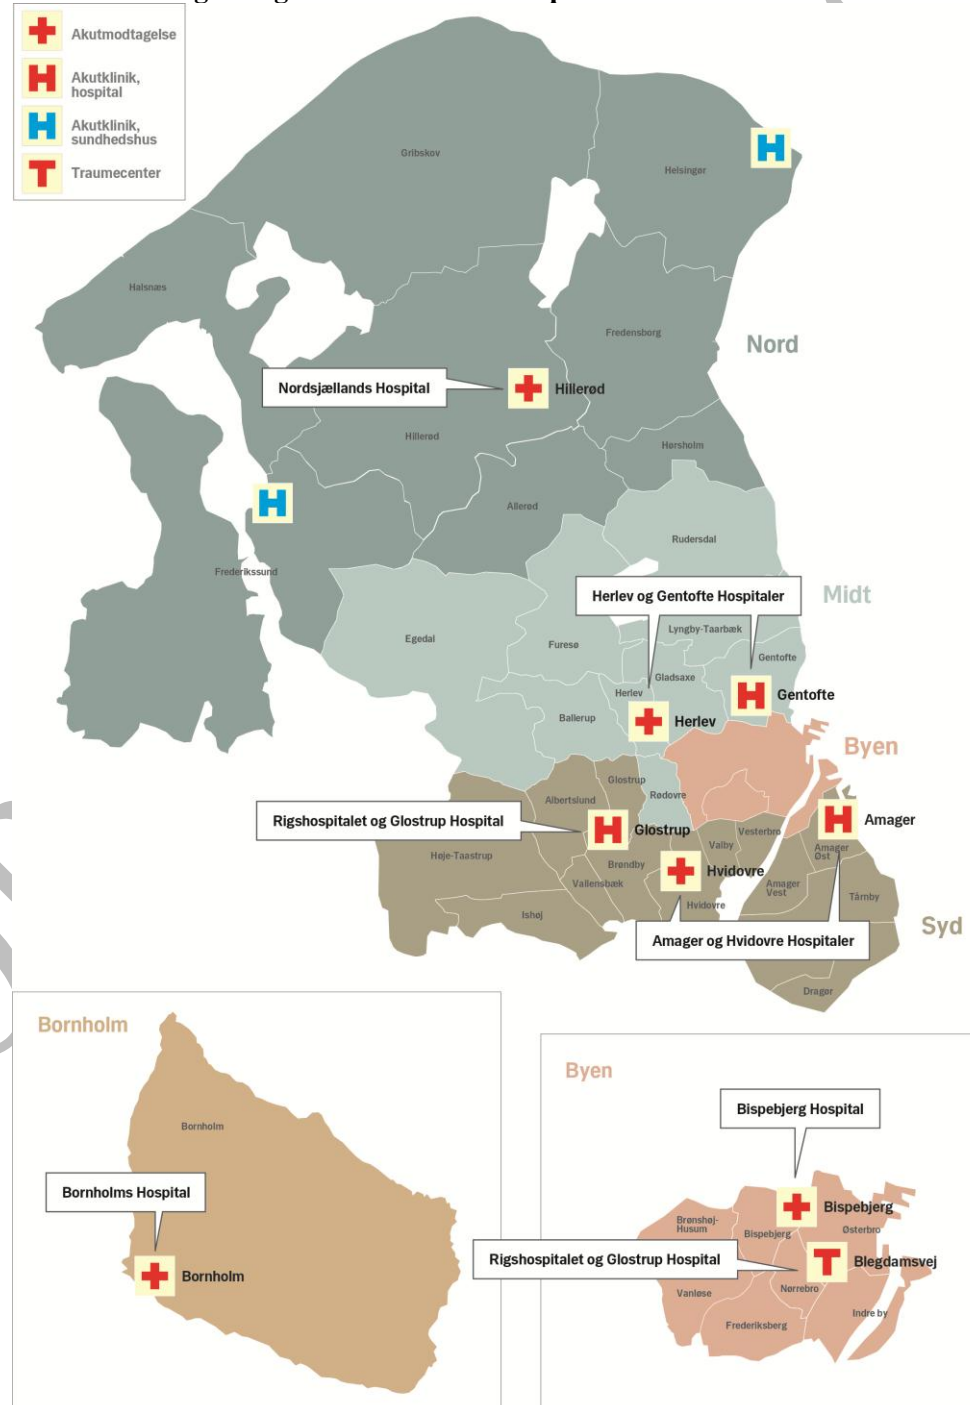 Akutmodtagelse
Akutklinik,
hospital
Akutklinik,
sundhedshus
Traumecenter
Gribskov
Helsingør
Halsnæs
Fredensborg
Nord
Nordsjællands Hospital
Hillerød
Hillerød
Hørsholm
Allerød
Rudersdal
Frederikssund
Herlev og Gentofte Hospitaler
Midt
Egedal
Furesø
Lyngby-Taarbæk
Gentofte
Gladsaxe
Herlev
Gentofte
Ballerup
Herlev
Byen
Glostrup
Rødovre
Albertslund
Rigshospitalet og Glostrup Hospital
Glostrup
Amager
Vesterbro
Valby
Høje-Taastrup
Brøndby
Hvidovre
Amager
Øst
Vallensbæk
Amager
Vest
Tårnby
Hvidovre
Ishøj
Syd
Amager og Hvidovre Hospitaler
Dragør
Bornholm
Bornholm
Bornholms Hospital
Bornholm
Byen
Bispebjerg Hospital
Bispebjerg
Brønshøj-
Husum
Bispebjerg
Østerbro
Rigshospitalet og Glostrup Hospital
Blegdamsvej
Vanløse
Nørrebro
Indre by
Frederiksberg